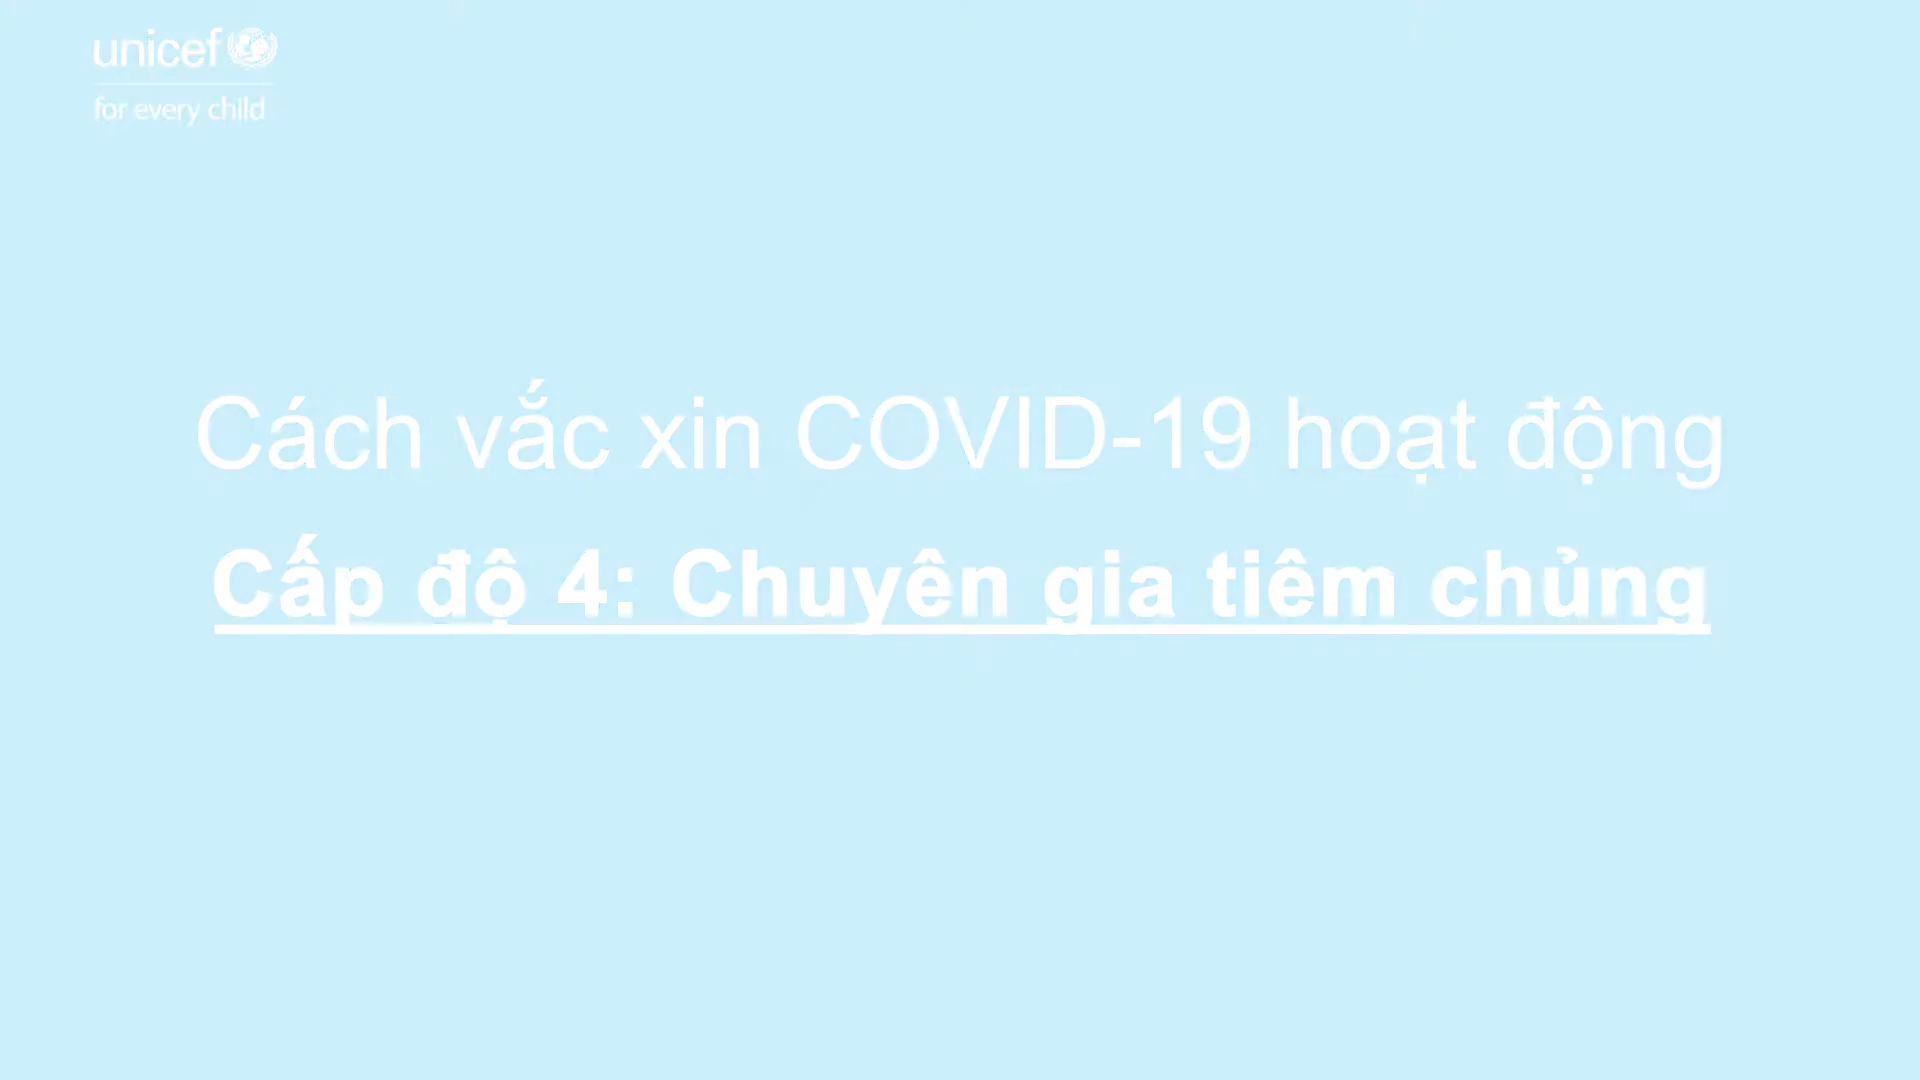 unicef
for every child
Cách vắc xin COVID-19 hoạt động
Cấp độ 4: Chuyên gia tiêm chủng